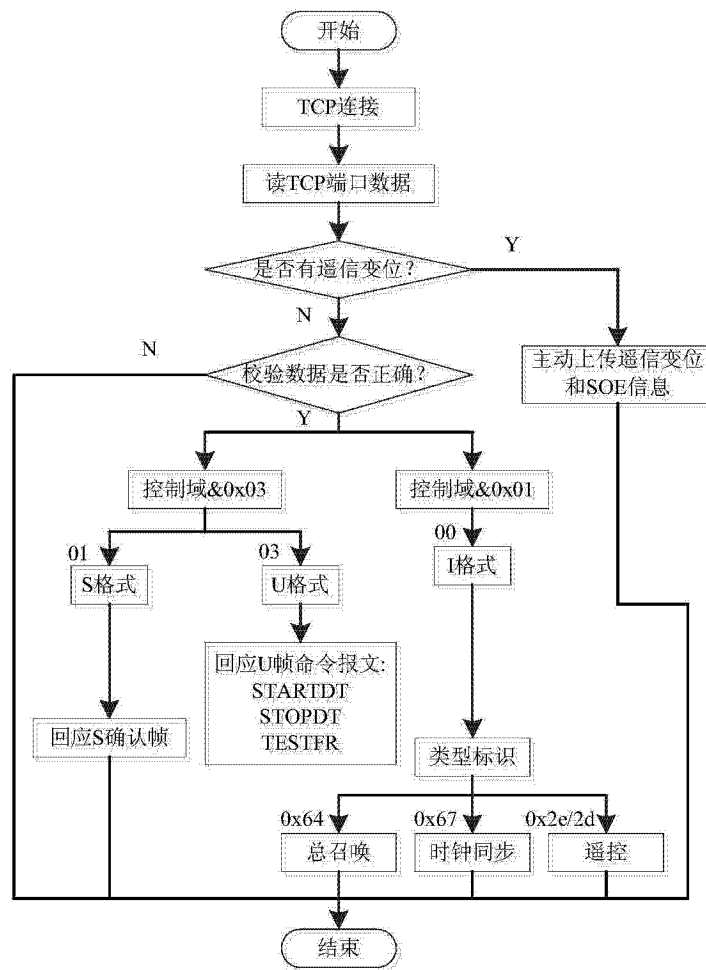 开始
TCP连接
读TCP端口数据
是否有遥信变位？
Y
N
N
校验数据是否正确？
主动上传遥信变位
和SOE信息
Y
控制域&0x03
控制域&0x01
01
03
00
S格式
U格式
I格式
回应U帧命令报文:
STARTDT
STOPDT
TESTFR
回应S确认帧
类型标识
0x64
0x67
0x2e/2d
总召唤
时钟同步
遥控
结束